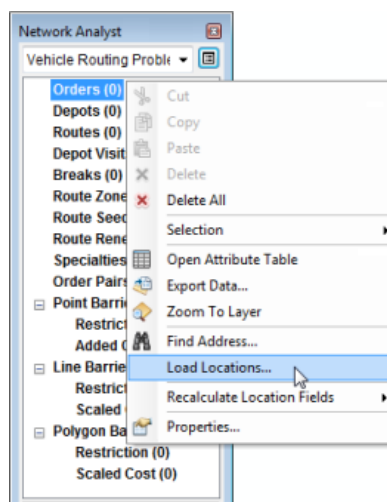 Network Analyst
Vehicle Routing Proble
Orders (0)
Depots (0)
Routes (0)
Depot Visit
Breaks (0)
Route Zone
Route Seed
Route Rene
Specialties
Order Pairs
Point Barrie
Restrict
Added C
Line Barrie
Restrict
Scaled
Polygon Ba
Restriction (0)
Scaled Cost (0)
Cut
Copy
Paste
Delete
Delete All
Selection
Open Attribute Table
Export Data...
Zoom To Layer
Find Address...
Load Locations...
Recalculate Location Fields
Properties...